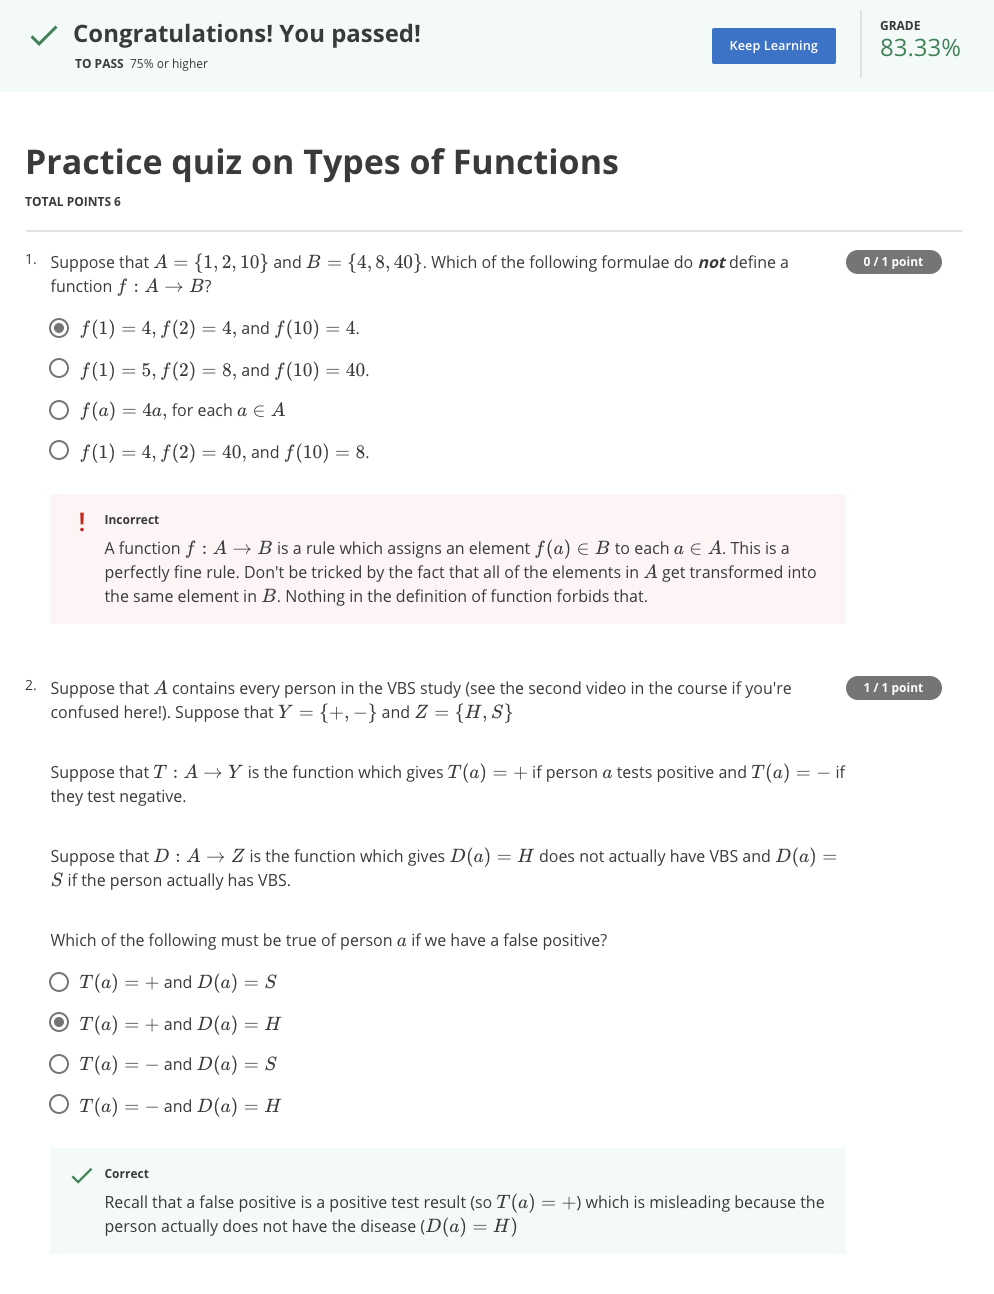 Congratulations! You passed!
TO PASS 75% or higher
Keep Learning
GRADE
83.33%
Practice quiz on Types of Functions
TOTAL POINTS 6
1. Suppose that A = {1, 2, 10} and B = {4, 8, 40}. Which of the following formulae do not define a
function f : A → B?
0 / 1 point
f(1) = 4, f(2) = 4, and f(10) = 4.
f(1) = 5, f(2) = 8, and f(10) = 40.
f(a) = 4a, for each a ∈ A
f(1) = 4, f(2) = 40, and f(10) = 8.
! Incorrect
A function f : A → B is a rule which assigns an element f(a) ∈ B to each a ∈ A. This is a
perfectly fine rule. Don't be tricked by the fact that all of the elements in A get transformed into
the same element in B. Nothing in the definition of function forbids that.
2. Suppose that A contains every person in the VBS study (see the second video in the course if you're
confused here!). Suppose that Y = {+, −} and Z = {H, S}
1 / 1 point
Suppose that T : A → Y is the function which gives T(a) = + if person a tests positive and T(a) = − if
they test negative.
Suppose that D : A → Z is the function which gives D(a) = H does not actually have VBS and D(a) =
S if the person actually has VBS.
Which of the following must be true of person a if we have a false positive?
T(a) = + and D(a) = S
T(a) = + and D(a) = H
T(a) = − and D(a) = S
T(a) = − and D(a) = H
Correct
Recall that a false positive is a positive test result (so T(a) = +) which is misleading because the
person actually does not have the disease (D(a) = H)